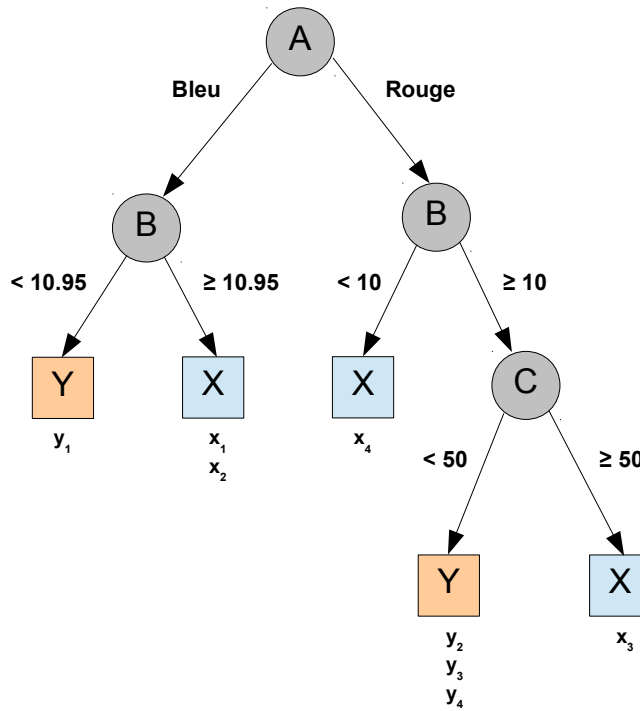 A
Bleu
Rouge
B
B
< 10.95
≥ 10.95
< 10
≥ 10
Y
X
X
C
y₁
x₁
x₂
x₄
< 50
≥ 50
Y
X
y₂
y₃
y₄
x₃